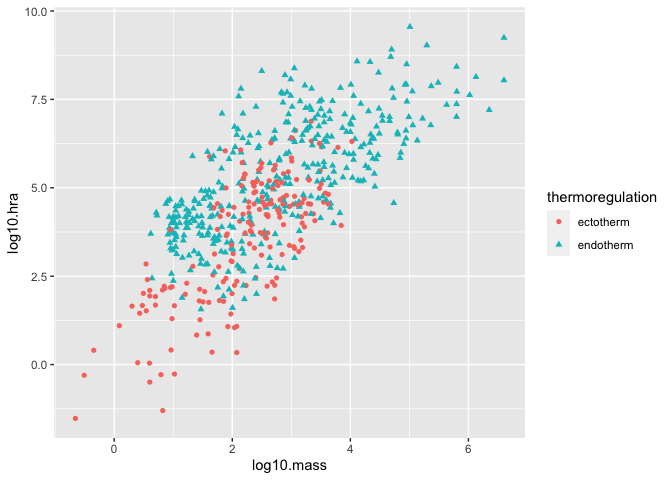 10.0
7.5
5.0
2.5
0.0
log10.hra
0 2 4 6
log10.mass
thermoregulation
ectotherm
endotherm